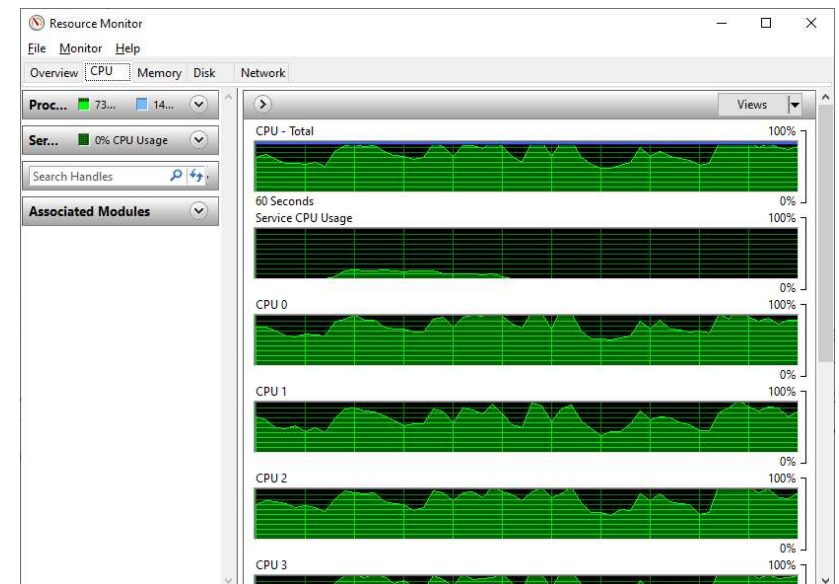 Resource Monitor
File Monitor Help
Overview CPU Memory Disk Network
Proc... 73... 14...
Ser... 0% CPU Usage
Search Handles
Associated Modules
Views
CPU - Total 100%
60 Seconds 0%
Service CPU Usage 100%
0%
CPU 0 100%
0%
CPU 1 100%
0%
CPU 2 100%
0%
CPU 3 100%